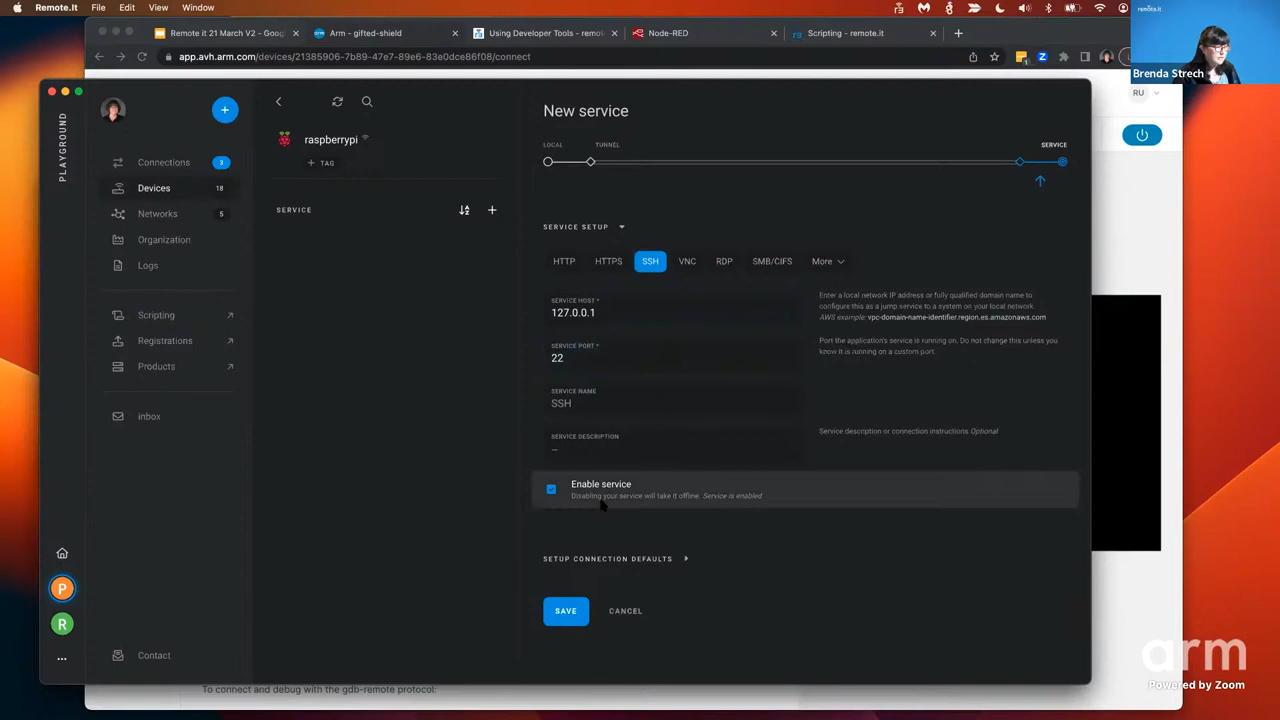 Remote.It File Edit View Window
remote.it
Brenda Strech
Remote it 21 March V2 - Goog
Arm - gifted-shield
Using Developer Tools - remot
Node-RED
Scripting - remote.it
app.avh.arm.com/devices/21385906-7b89-47e7-89e6-83e0dce86f08/connect
RU
PLAYGROUND
Connections 3
Devices 18
Networks 5
Organization
Logs
Scripting
Registrations
Products
inbox
Contact
P
R
raspberrypi
+ TAG
SERVICE
New service
LOCAL TUNNEL SERVICE
SERVICE SETUP
HTTP HTTPS SSH VNC RDP SMB/CIFS More
SERVICE HOST *
127.0.0.1
Enter a local network IP address or fully qualified domain name to
configure this as a jump service to a system on your local network.
AWS example: vpc-domain-name-identifier.region.es.amazonaws.com
SERVICE PORT *
22
Port the application's service is running on. Do not change this unless you
know it is running on a custom port.
SERVICE NAME
SSH
SERVICE DESCRIPTION
–
Service description or connection instructions. Optional
Enable service
Disabling your service will take it offline. Service is enabled
SETUP CONNECTION DEFAULTS
SAVE CANCEL
To connect and debug with the gdb-remote protocol:
arm
Powered by Zoom